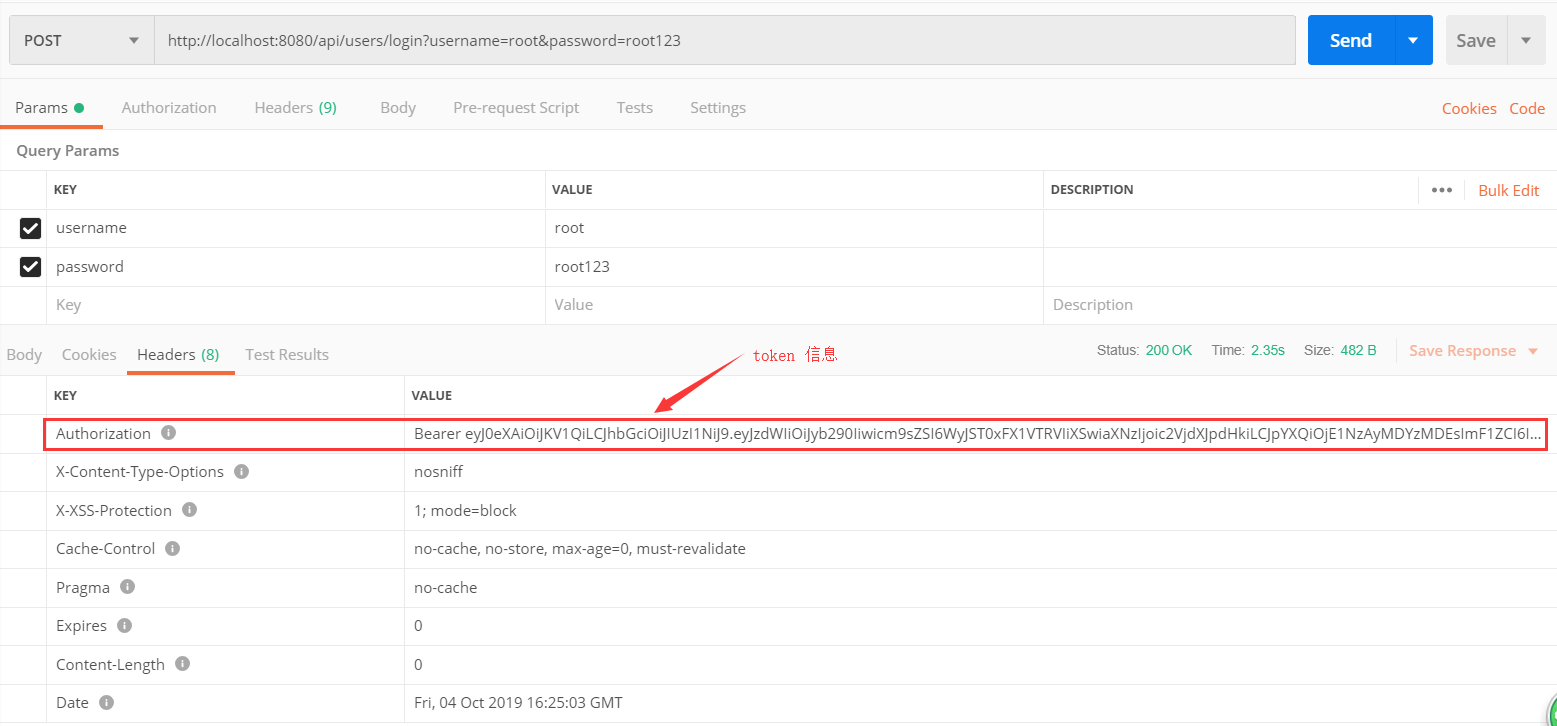 POST http://localhost:8080/api/users/login?username=root&password=root123 Send Save
Params Authorization Headers (9) Body Pre-request Script Tests Settings Cookies Code
Query Params
KEY VALUE DESCRIPTION ••• Bulk Edit
username root
password root123
Key Value Description
Body Cookies Headers (8) Test Results token 信息 Status: 200 OK Time: 2.35s Size: 482 B Save Response
KEY VALUE
Authorization Bearer eyJ0eXAiOiJKV1QiLCJhbGciOiJIUzI1NiJ9.eyJzdWIiOiJyb290Iiwicm9sZSI6WyJST0xFX1VTRVIiXSwiaXNzIjoic2VjdXJpdHkiLCJpYXQiOjE1NzAyMDYzMDEsImF1ZCI6I...
X-Content-Type-Options nosniff
X-XSS-Protection 1; mode=block
Cache-Control no-cache, no-store, max-age=0, must-revalidate
Pragma no-cache
Expires 0
Content-Length 0
Date Fri, 04 Oct 2019 16:25:03 GMT